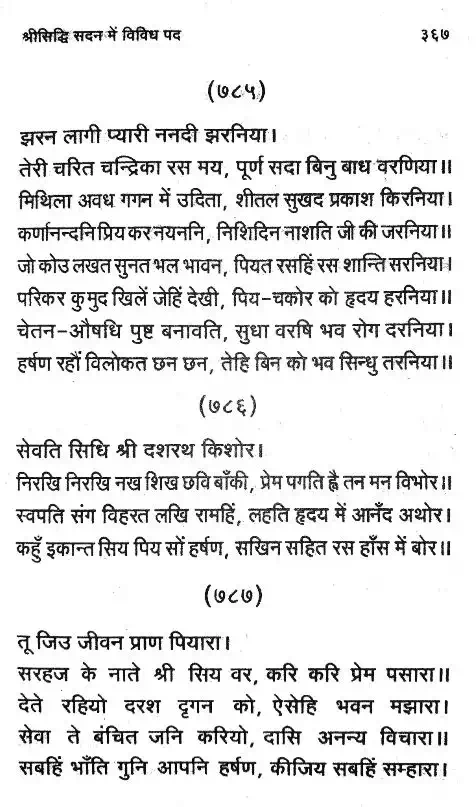 श्रीसिद्धि सदन में विविध पद ३६७
(७८५)
झरन लागी प्यारी ननदी झरनिया।
तेरी चरित चन्द्रिका रस मय, पूर्ण सदा बिनु बाध वरणिया॥
मिथिला अवध गगन में उदिता, शीतल सुखद प्रकाश किरनिया।
कर्णानन्दनि प्रिय कर नयननि, निशिदिन नाशति जी की जरनिया॥
जो कोउ लखत सुनत भल भावन, पियत रसहिं रस शान्ति सरनिया।
परिकर कुमुद खिलें जेहिं देखी, पिय-चकोर को हृदय हरनिया॥
चेतन-औषधि पुष्ट बनावति, सुधा वरषि भव रोग दरनिया।
हर्षण रहौं विलोकत छन छन, तेहि बिन को भव सिन्धु तरनिया॥
(७८६)
सेवति सिधि श्री दशरथ किशोर।
निरखि निरखि नख शिख छवि बाँकी, प्रेम पगति ह्वै तन मन विभोर॥
स्वपति संग विहरत लखि रामहिं, लहति हृदय में आनँद अथोर।
कहुँ इकान्त सिय पिय सों हर्षण, सखिन सहित रस हाँस में बोर॥
(७८७)
तू जिउ जीवन प्राण पियारा।
सरहज के नाते श्री सिय वर, करि करि प्रेम पसारा॥
देते रहियो दरश दृगन को, ऐसेहि भवन मझारा।
सेवा ते बंचित जनि करियो, दासि अनन्य विचारा॥
सबहिं भाँति गुनि आपनि हर्षण, कीजिय सबहिं सम्हारा।